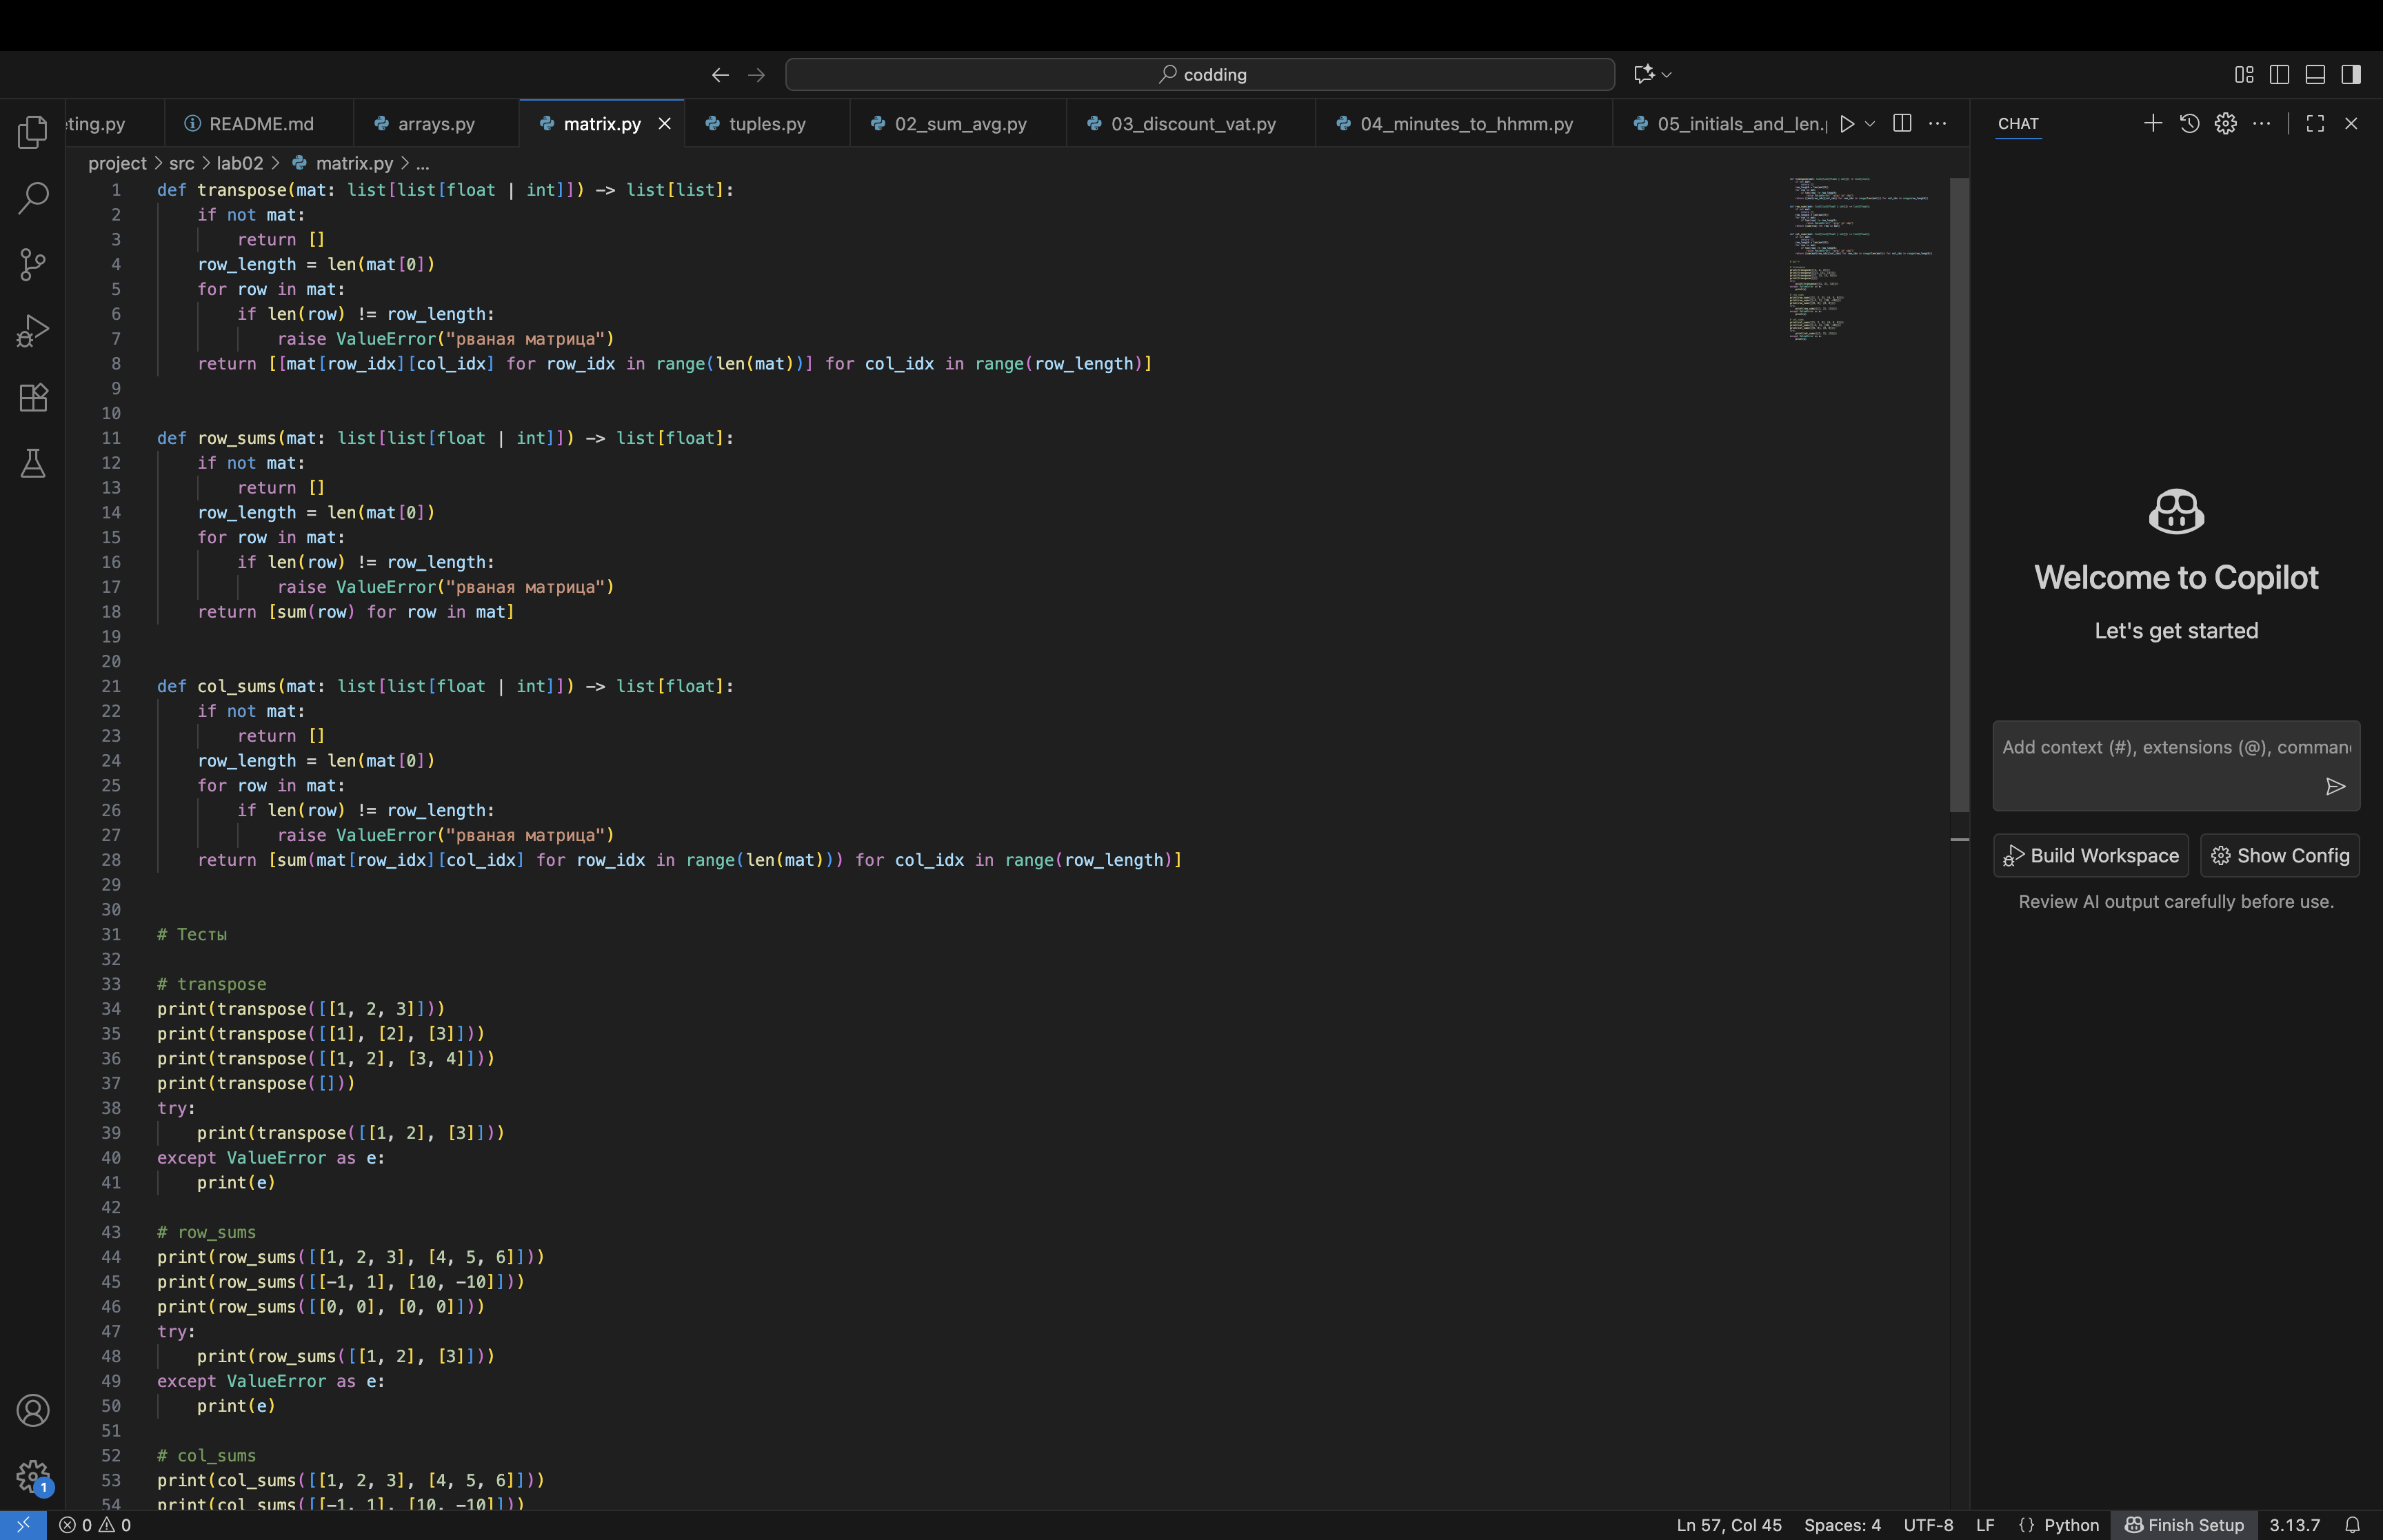 codding
ting.py
README.md
arrays.py
matrix.py
tuples.py
02_sum_avg.py
03_discount_vat.py
04_minutes_to_hhmm.py
05_initials_and_len.
CHAT
project > src > lab02 > matrix.py > ...
1 def transpose(mat: list[list[float | int]]) -> list[list]:
2     if not mat:
3         return []
4     row_length = len(mat[0])
5     for row in mat:
6         if len(row) != row_length:
7             raise ValueError("рваная матрица")
8     return [[mat[row_idx][col_idx] for row_idx in range(len(mat))] for col_idx in range(row_length)]
9
10
11 def row_sums(mat: list[list[float | int]]) -> list[float]:
12     if not mat:
13         return []
14     row_length = len(mat[0])
15     for row in mat:
16         if len(row) != row_length:
17             raise ValueError("рваная матрица")
18     return [sum(row) for row in mat]
19
20
21 def col_sums(mat: list[list[float | int]]) -> list[float]:
22     if not mat:
23         return []
24     row_length = len(mat[0])
25     for row in mat:
26         if len(row) != row_length:
27             raise ValueError("рваная матрица")
28     return [sum(mat[row_idx][col_idx] for row_idx in range(len(mat))) for col_idx in range(row_length)]
29
30
31 # Тесты
32
33 # transpose
34 print(transpose([[1, 2, 3]]))
35 print(transpose([[1], [2], [3]]))
36 print(transpose([[1, 2], [3, 4]]))
37 print(transpose([]))
38 try:
39     print(transpose([[1, 2], [3]]))
40 except ValueError as e:
41     print(e)
42
43 # row_sums
44 print(row_sums([[1, 2, 3], [4, 5, 6]]))
45 print(row_sums([[-1, 1], [10, -10]]))
46 print(row_sums([[0, 0], [0, 0]]))
47 try:
48     print(row_sums([[1, 2], [3]]))
49 except ValueError as e:
50     print(e)
51
52 # col_sums
53 print(col_sums([[1, 2, 3], [4, 5, 6]]))
54 print(col_sums([[-1, 1], [10, -10]]))
Welcome to Copilot
Let's get started
Add context (#), extensions (@), comman
Build Workspace
Show Config
Review AI output carefully before use.
1
0 0
Ln 57, Col 45
Spaces: 4
UTF-8
LF
{} Python
Finish Setup
3.13.7